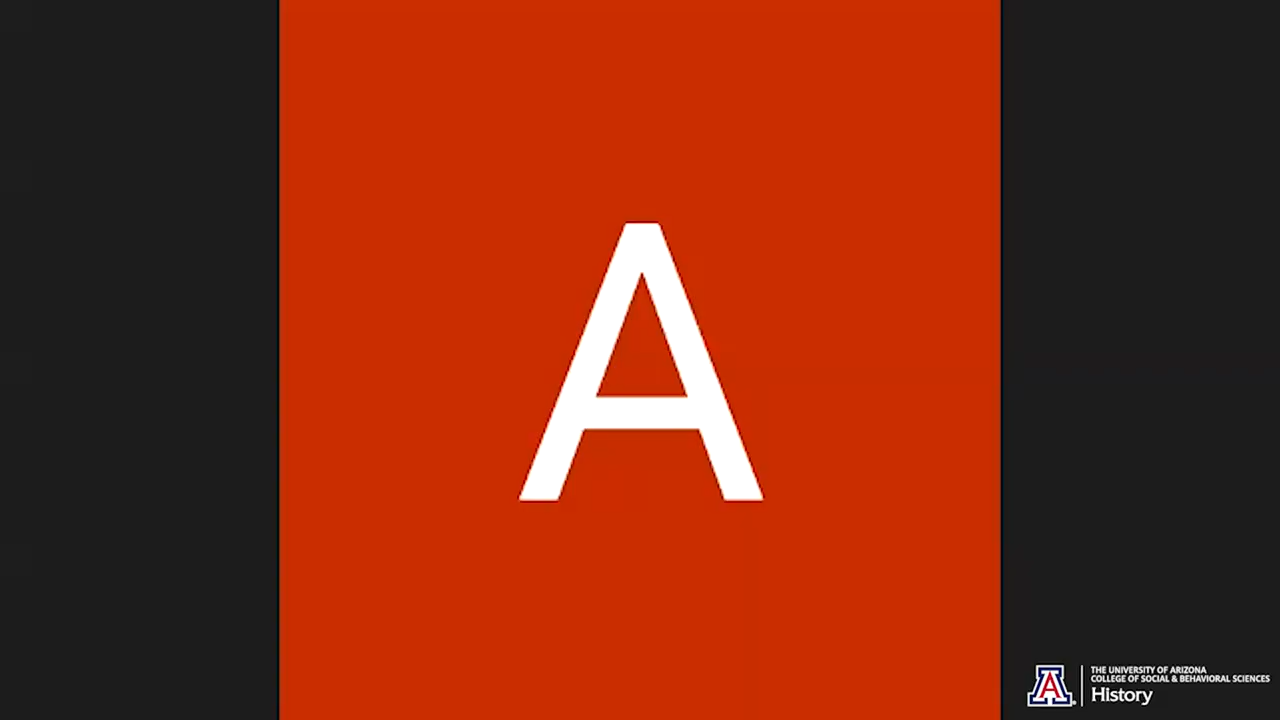 A
A
THE UNIVERSITY OF ARIZONA
COLLEGE OF SOCIAL & BEHAVIORAL SCIENCES
History